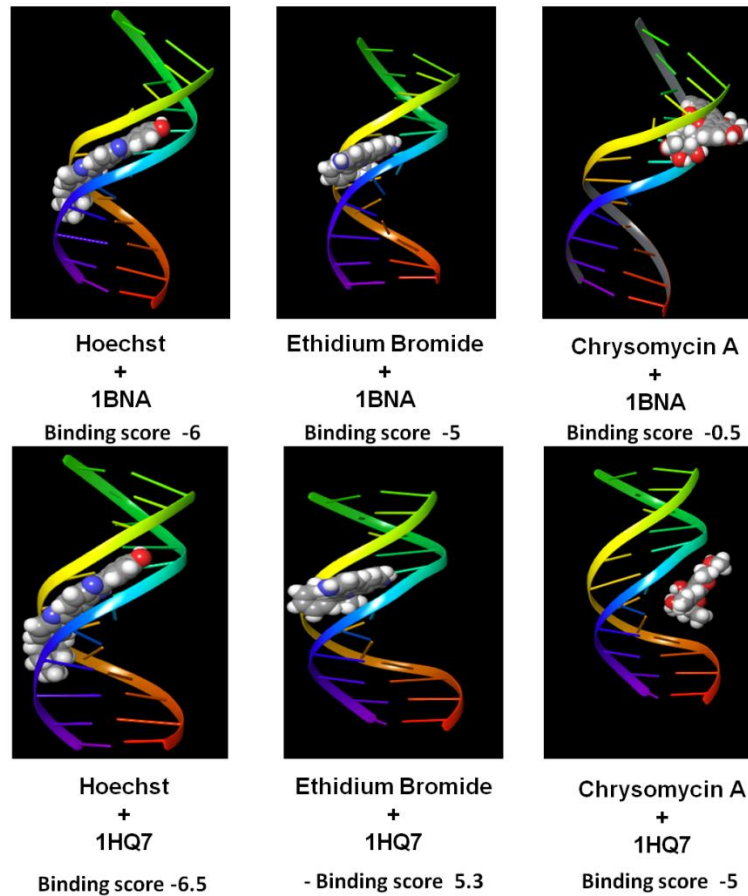 Hoechst
+
1BNA
Binding score -6
Ethidium Bromide
+
1BNA
Binding score -5
Chrysomycin A
+
1BNA
Binding score -0.5
Hoechst
+
1HQ7
Binding score -6.5
Ethidium Bromide
+
1HQ7
- Binding score 5.3
Chrysomycin A
+
1HQ7
Binding score -5